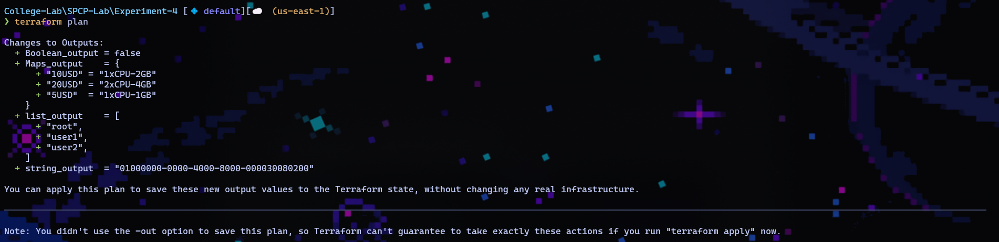 College-Lab\SPCP-Lab\Experiment-4 [ default][ (us-east-1)]
❯ terraform plan
Changes to Outputs:
+ Boolean_output = false
+ Maps_output    = {
+ "10USD" = "1xCPU-2GB"
+ "20USD" = "2xCPU-4GB"
+ "5USD"  = "1xCPU-1GB"
}
+ list_output    = [
+ "root",
+ "user1",
+ "user2",
]
+ string_output  = "01000000-0000-4000-8000-000030080200"
You can apply this plan to save these new output values to the Terraform state, without changing any real infrastructure.
Note: You didn't use the -out option to save this plan, so Terraform can't guarantee to take exactly these actions if you run "terraform apply" now.